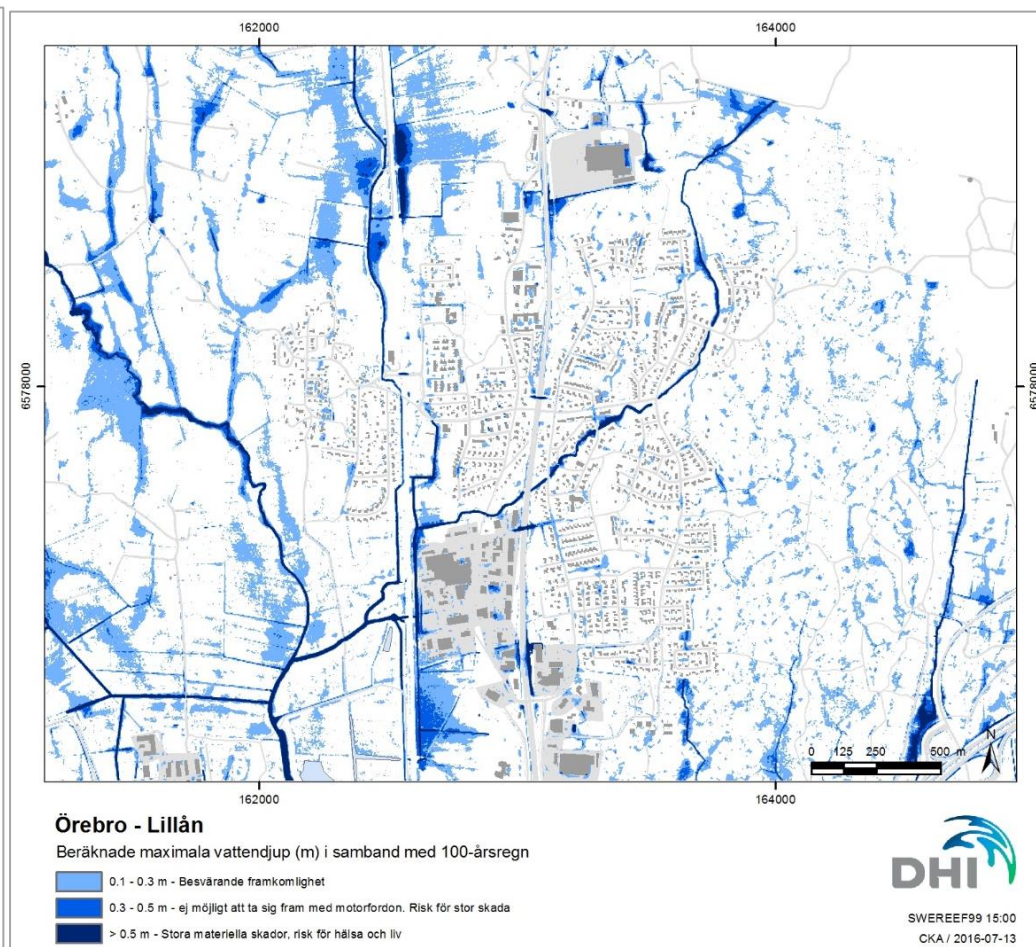 162000
164000
6578000
6578000
N
0 125 250 500 m
162000
164000
Örebro - Lillån
Beräknade maximala vattendjup (m) i samband med 100-årsregn
0.1 - 0.3 m - Besvärande framkomlighet
0.3 - 0.5 m - ej möjligt att ta sig fram med motorfordon. Risk för stor skada
> 0.5 m - Stora materiella skador, risk för hälsa och liv
DHI
SWEREEF99 15:00
CKA / 2016-07-13